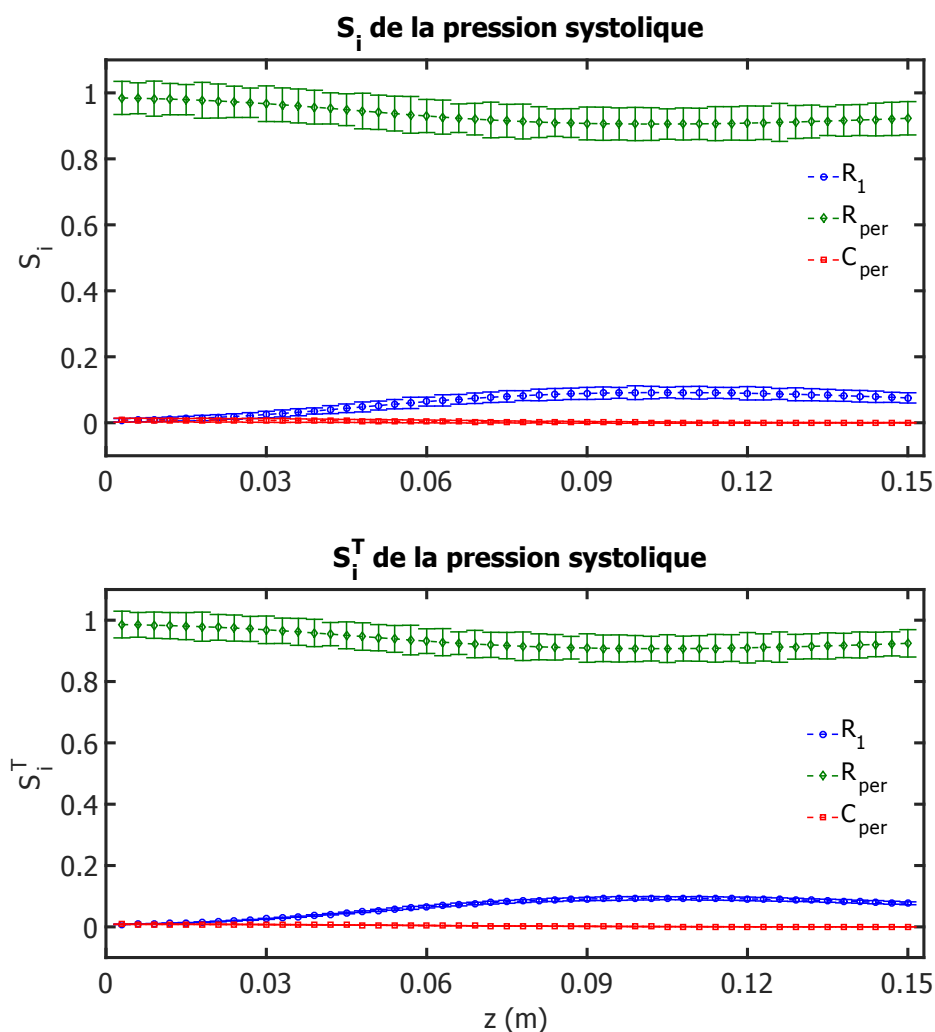 S_i de la pression systolique
1
0.8
0.6
0.4
0.2
0
S_i
R_1
R_per
C_per
0 0.03 0.06 0.09 0.12 0.15
S_i^T de la pression systolique
1
0.8
0.6
0.4
0.2
0
S_i^T
R_1
R_per
C_per
0 0.03 0.06 0.09 0.12 0.15
z (m)